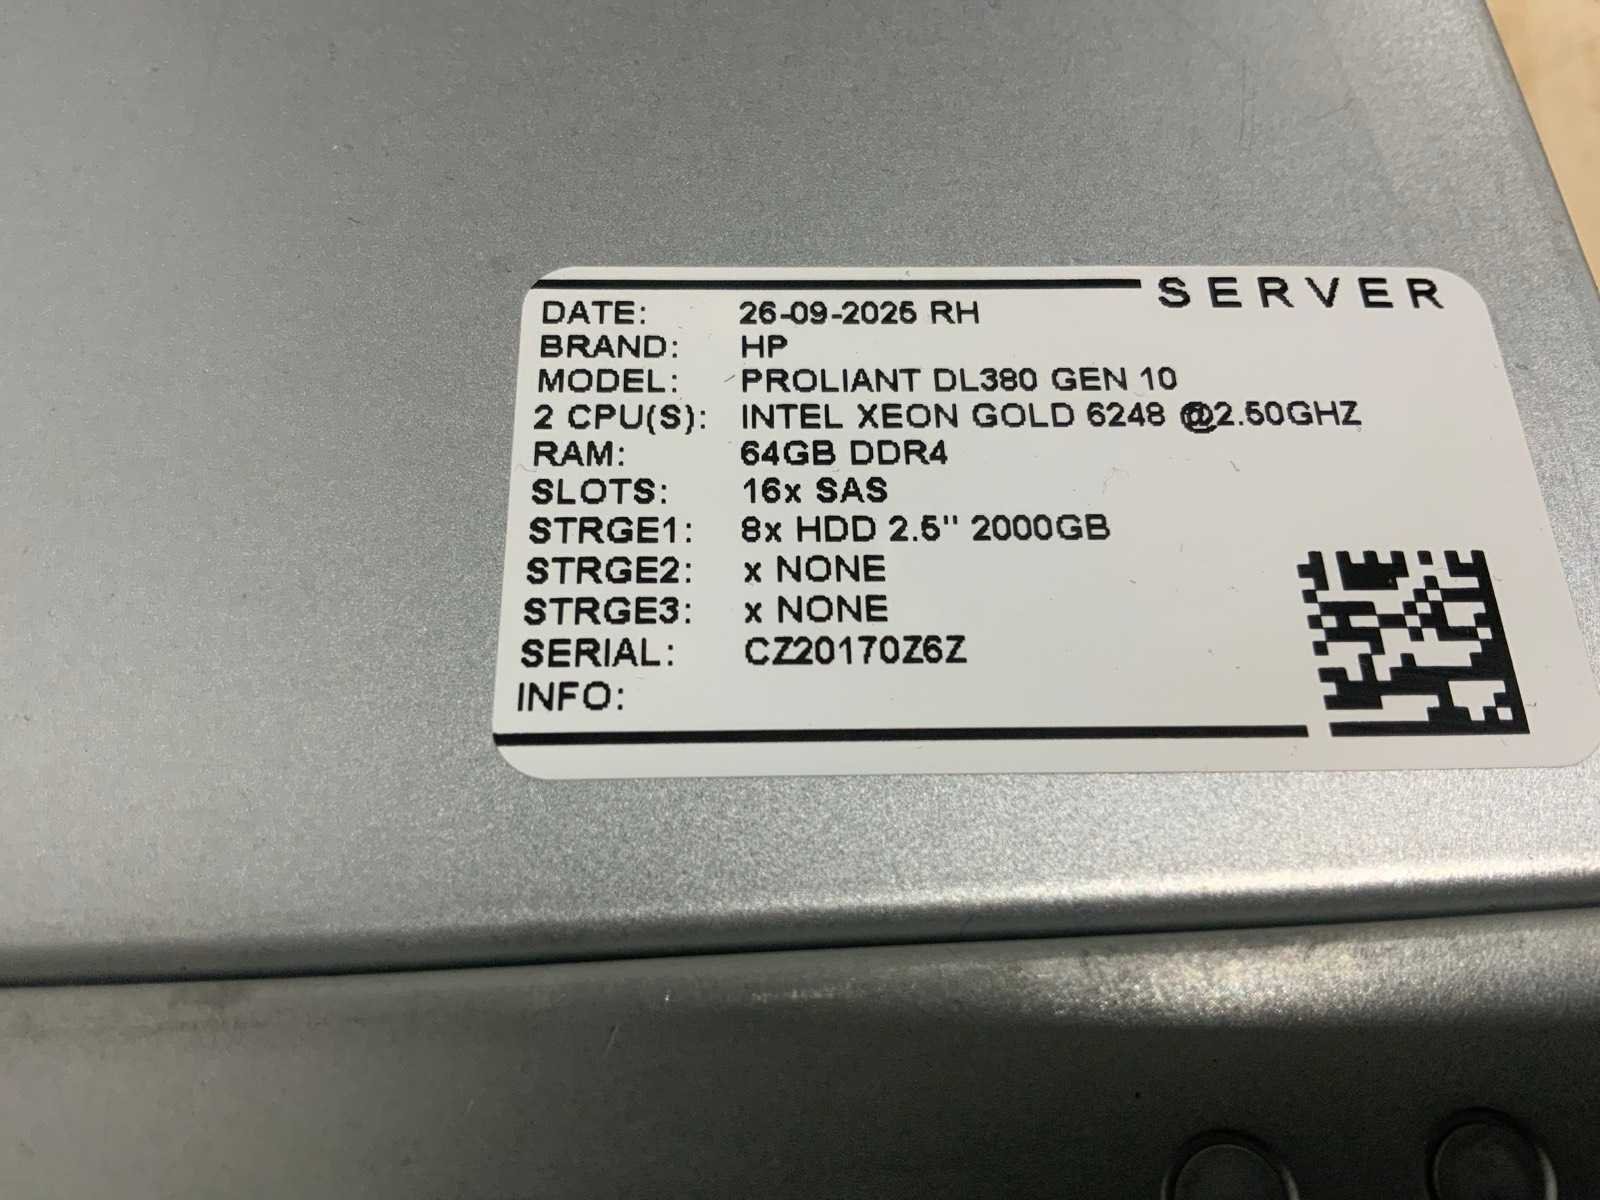 SERVER
DATE: 26-09-2025 RH
BRAND: HP
MODEL: PROLIANT DL380 GEN 10
2 CPU(S): INTEL XEON GOLD 6248 @2.50GHZ
RAM: 64GB DDR4
SLOTS: 16x SAS
STRGE1: 8x HDD 2.5" 2000GB
STRGE2: x NONE
STRGE3: x NONE
SERIAL: CZ20170Z6Z
INFO: